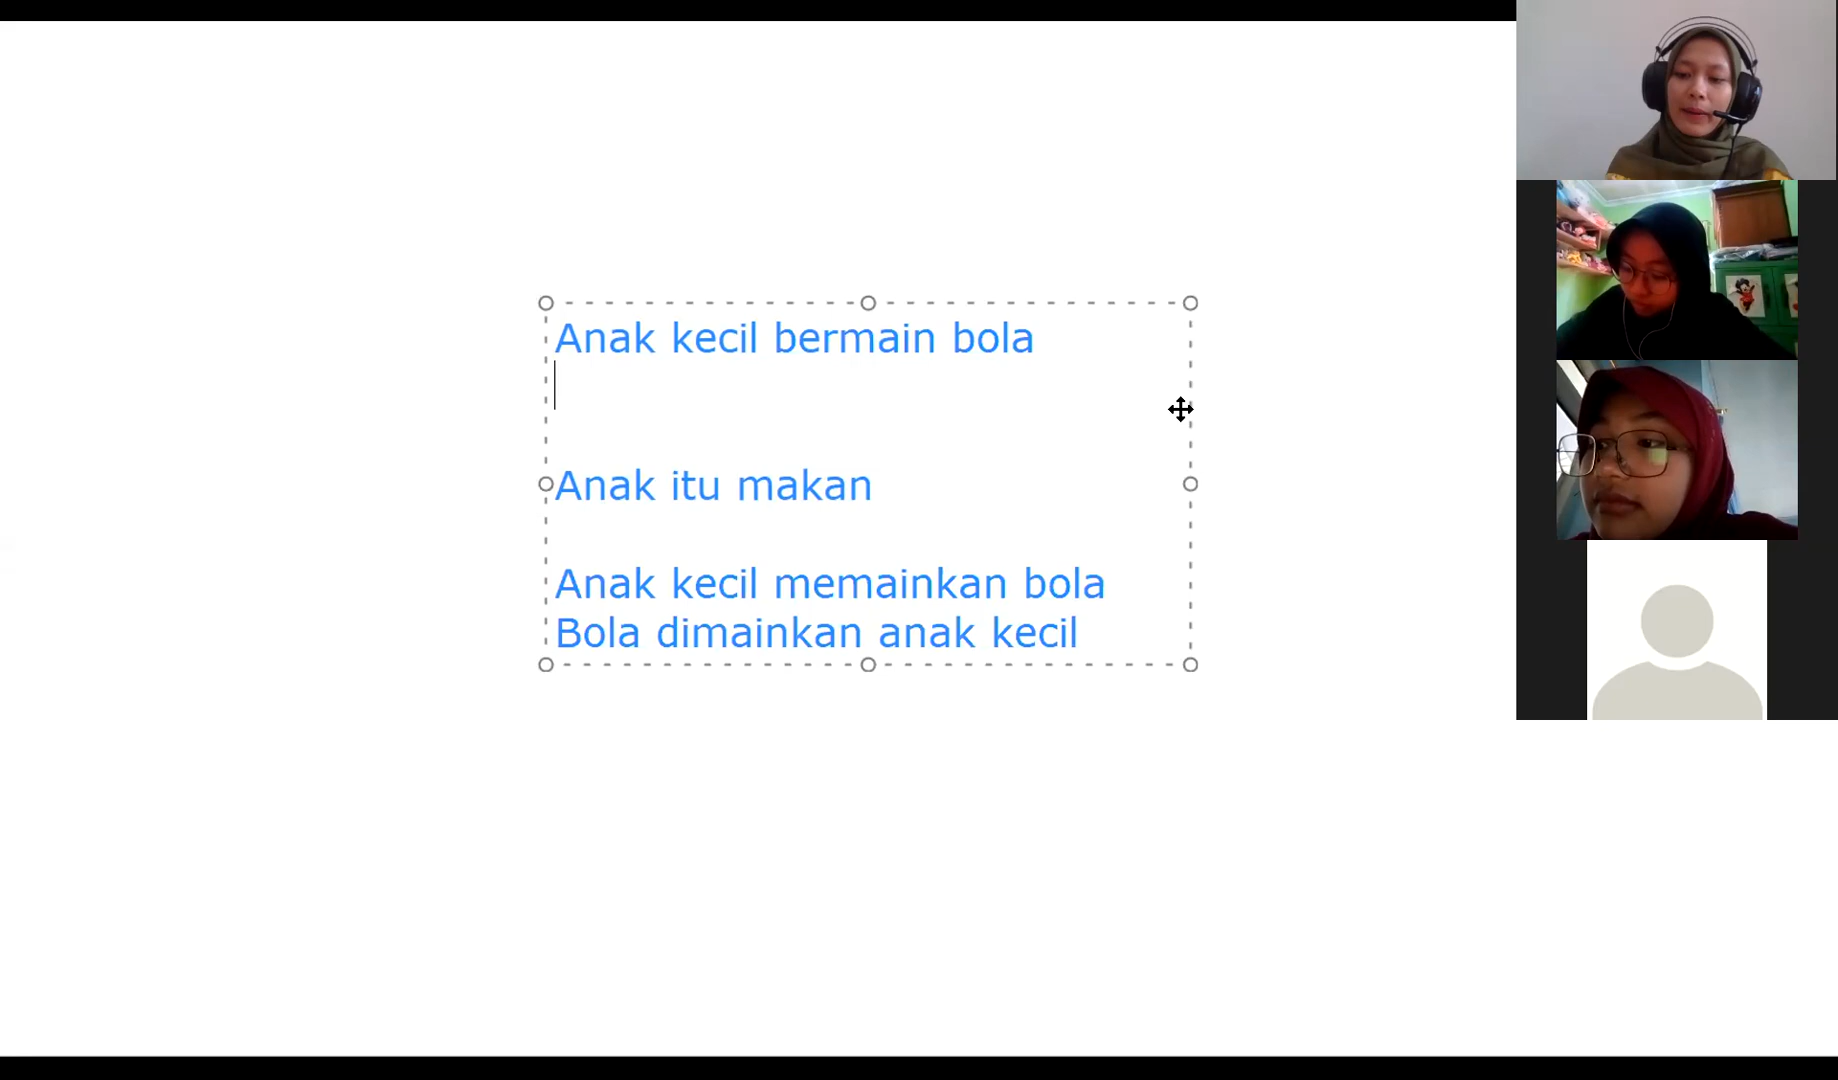 Anak kecil bermain bola
Anak itu makan
Anak kecil memainkan bola
Bola dimainkan anak kecil